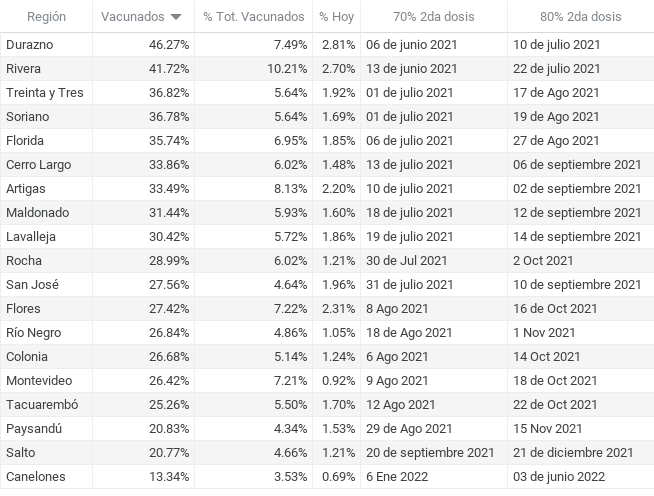 Región Vacunados % Tot. Vacunados % Hoy 70% 2da dosis 80% 2da dosis
Durazno 46.27% 7.49% 2.81% 06 de junio 2021 10 de julio 2021
Rivera 41.72% 10.21% 2.70% 13 de junio 2021 22 de julio 2021
Treinta y Tres 36.82% 5.64% 1.92% 01 de julio 2021 17 de Ago 2021
Soriano 36.78% 5.64% 1.69% 01 de julio 2021 19 de Ago 2021
Florida 35.74% 6.95% 1.85% 06 de julio 2021 27 de Ago 2021
Cerro Largo 33.86% 6.02% 1.48% 13 de julio 2021 06 de septiembre 2021
Artigas 33.49% 8.13% 2.20% 10 de julio 2021 02 de septiembre 2021
Maldonado 31.44% 5.93% 1.60% 18 de julio 2021 12 de septiembre 2021
Lavalleja 30.42% 5.72% 1.86% 19 de julio 2021 14 de septiembre 2021
Rocha 28.99% 6.02% 1.21% 30 de Jul 2021 2 Oct 2021
San José 27.56% 4.64% 1.96% 31 de julio 2021 10 de septiembre 2021
Flores 27.42% 7.22% 2.31% 8 Ago 2021 16 de Oct 2021
Río Negro 26.84% 4.86% 1.05% 18 de Ago 2021 1 Nov 2021
Colonia 26.68% 5.14% 1.24% 6 Ago 2021 14 Oct 2021
Montevideo 26.42% 7.21% 0.92% 9 Ago 2021 18 de Oct 2021
Tacuarembó 25.26% 5.50% 1.70% 12 Ago 2021 22 de Oct 2021
Paysandú 20.83% 4.34% 1.53% 29 de Ago 2021 15 Nov 2021
Salto 20.77% 4.66% 1.21% 20 de septiembre 2021 21 de diciembre 2021
Canelones 13.34% 3.53% 0.69% 6 Ene 2022 03 de junio 2022